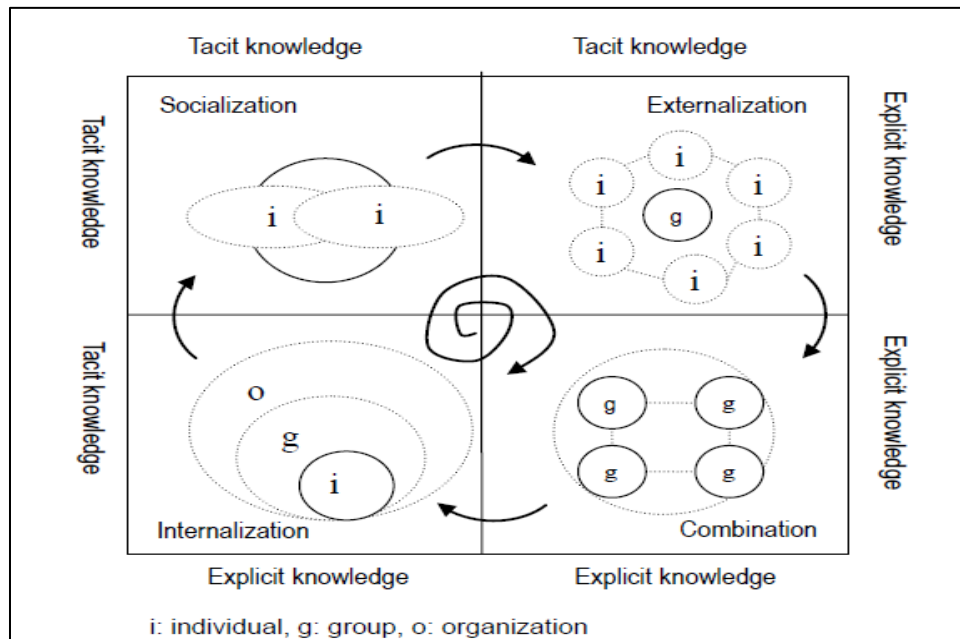 Tacit knowledge Tacit knowledge
Socialization Externalization
Tacit knowledge
Explicit knowledge
i i
i
i
i
g
i
i
i
Tacit knowledge
Explicit knowledge
o
g
i
g g
g g
Internalization Combination
Explicit knowledge Explicit knowledge
i: individual, g: group, o: organization